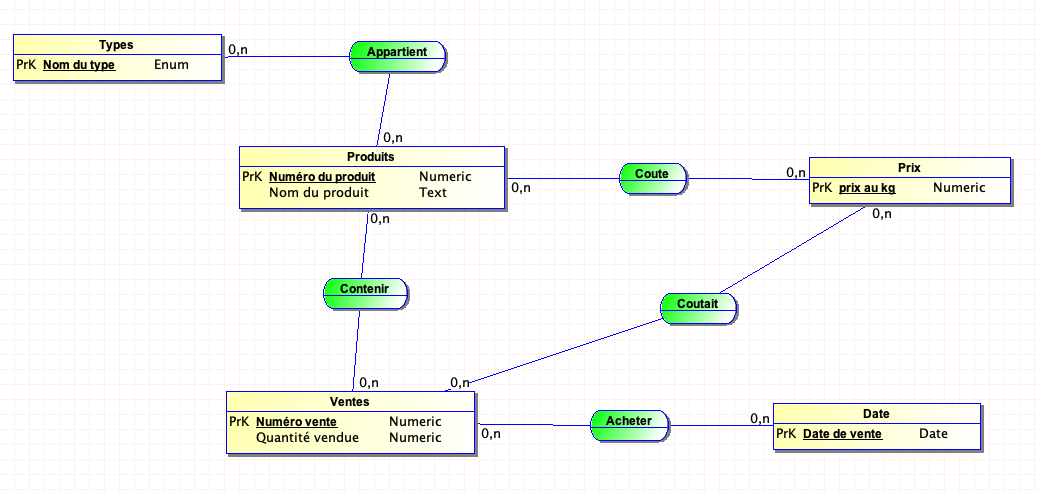 Types
PrK Nom du type Enum
0,n
Appartient
0,n
Produits
PrK Numéro du produit Numeric
Nom du produit Text
0,n
Coute
0,n
Prix
PrK prix au kg Numeric
0,n
0,n
Contenir
Coutait
0,n
0,n
Ventes
PrK Numéro vente Numeric
Quantité vendue Numeric
0,n
Acheter
0,n
Date
PrK Date de vente Date